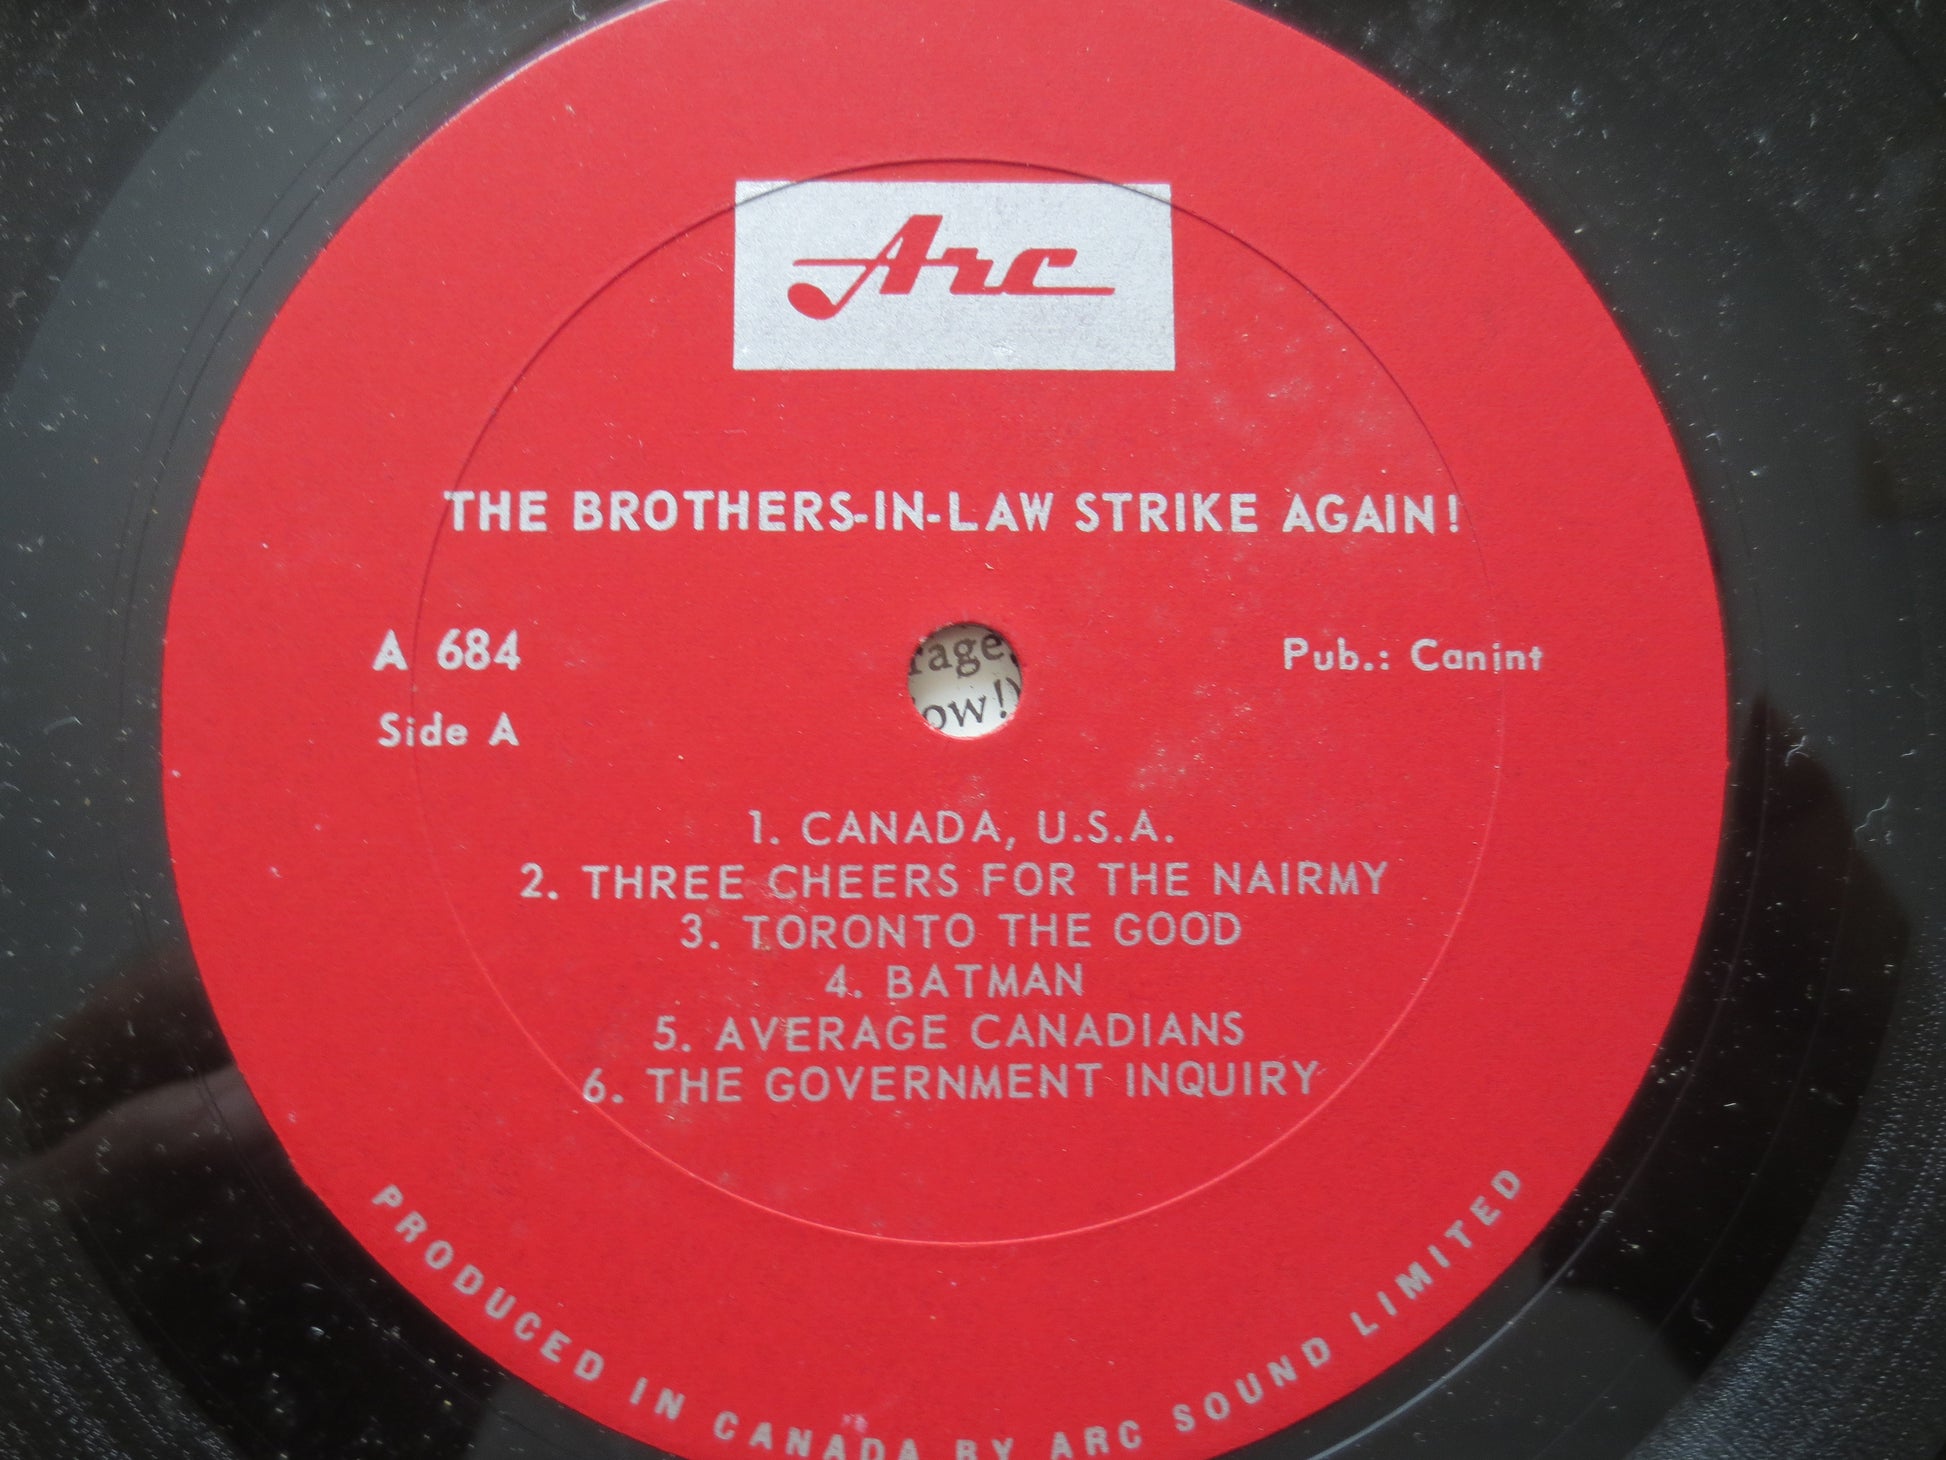 Arc
THE BROTHERS-IN-LAW STRIKE AGAIN!
A 684
Side A
Pub.: Canint
rage
ow!)
1. CANADA, U.S.A.
2. THREE CHEERS FOR THE NAIRMY
3. TORONTO THE GOOD
4. BATMAN
5. AVERAGE CANADIANS
6. THE GOVERNMENT INQUIRY
PRODUCED IN CANADA BY ARC SOUND LIMITED